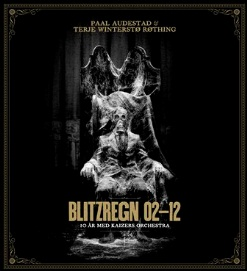 PAAL AUDESTAD &
TERJE WINTERSTØ RØTHING
BLITZREGN 02–12
10 ÅR MED KAIZERS ORCHESTRA